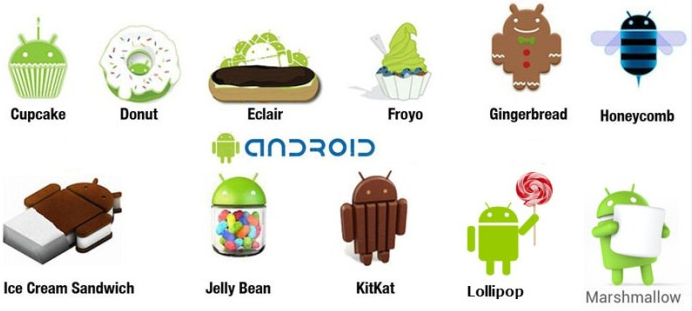 Cupcake
Donut
Eclair
Froyo
Gingerbread
Honeycomb
ANDROID
Ice Cream Sandwich
Jelly Bean
KitKat
Lollipop
Marshmallow